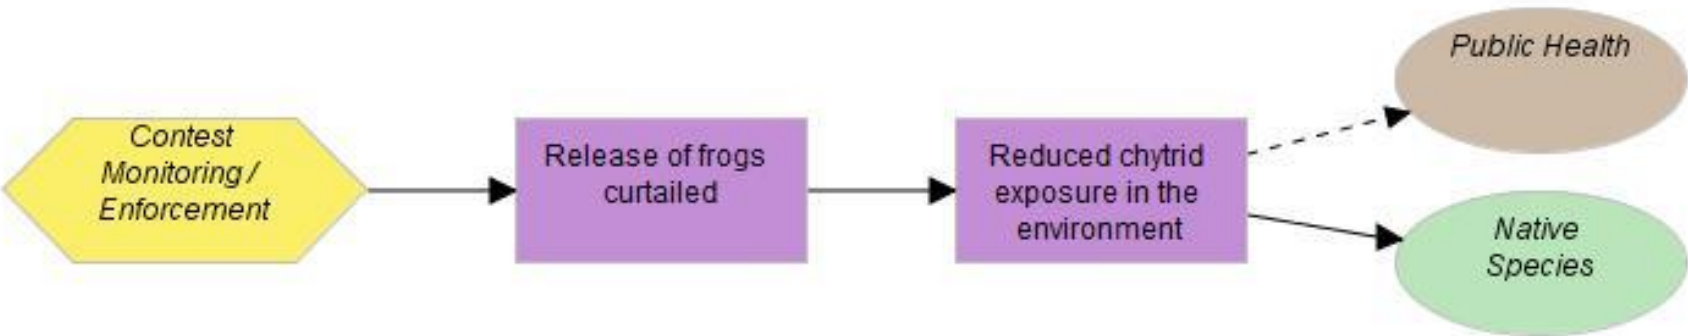 Contest
Monitoring /
Enforcement
Release of frogs
curtailed
Reduced chytrid
exposure in the
environment
Public Health
Native
Species